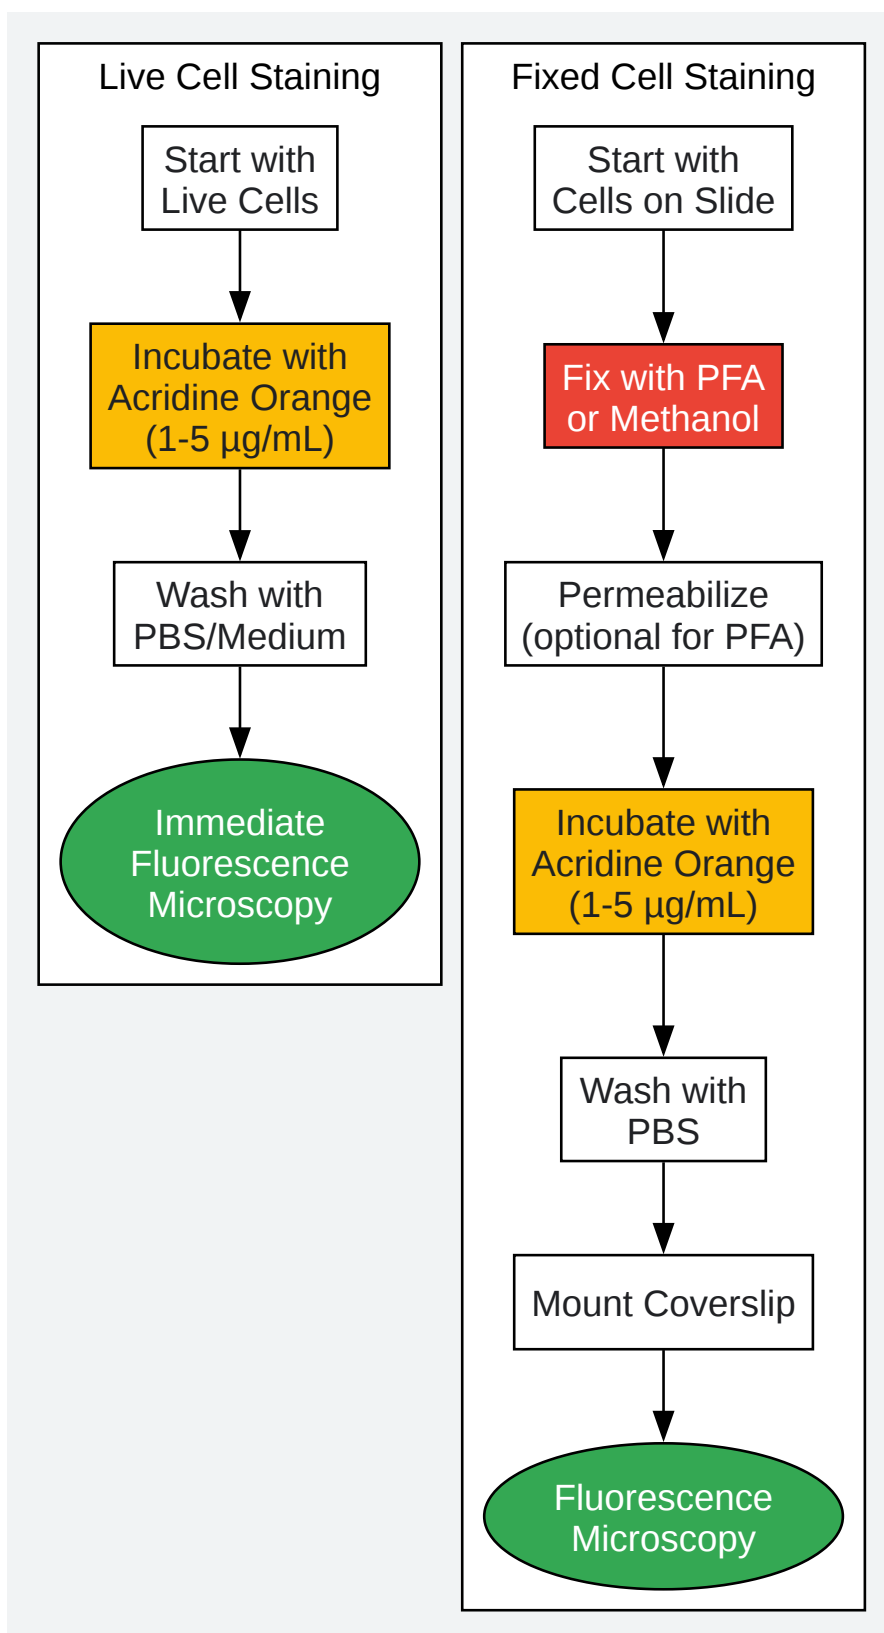 Live Cell Staining
Start with
Live Cells
Incubate with
Acridine Orange
(1-5 µg/mL)
Wash with
PBS/Medium
Immediate
Fluorescence
Microscopy
Fixed Cell Staining
Start with
Cells on Slide
Fix with PFA
or Methanol
Permeabilize
(optional for PFA)
Incubate with
Acridine Orange
(1-5 µg/mL)
Wash with
PBS
Mount Coverslip
Fluorescence
Microscopy